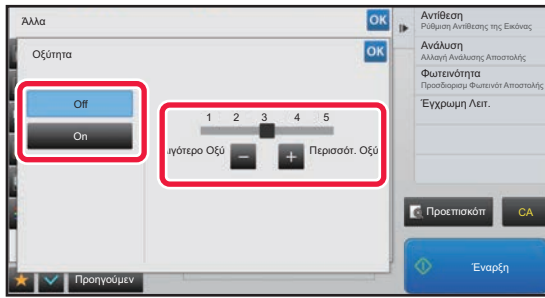 Άλλα
OK
Οξύτητα
OK
Off
On
1 2 3 4 5
ιγότερο Οξύ
−
+
Περισσότ. Οξύ
Προηγούμεν
Αντίθεση
Ρύθμιση Αντίθεσης της Εικόνας
Ανάλυση
Αλλαγή Ανάλυσης Αποστολής
Φωτεινότητα
Προσδιορισμ Φωτεινότ Αποστολής
Έγχρωμη Λειτ.
Προεπισκόπ
CA
Έναρξη